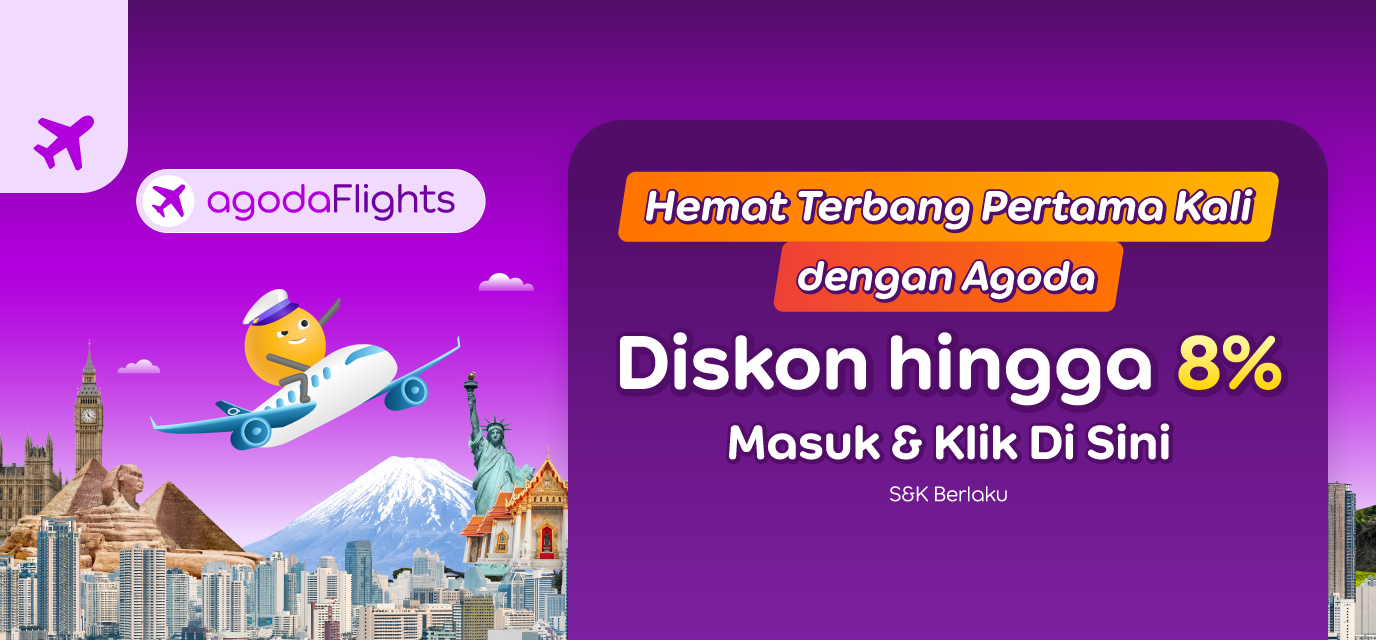 agodaFlights
Hemat Terbang Pertama Kali
dengan Agoda
Diskon hingga 8%
Masuk & Klik Di Sini
S&K Berlaku